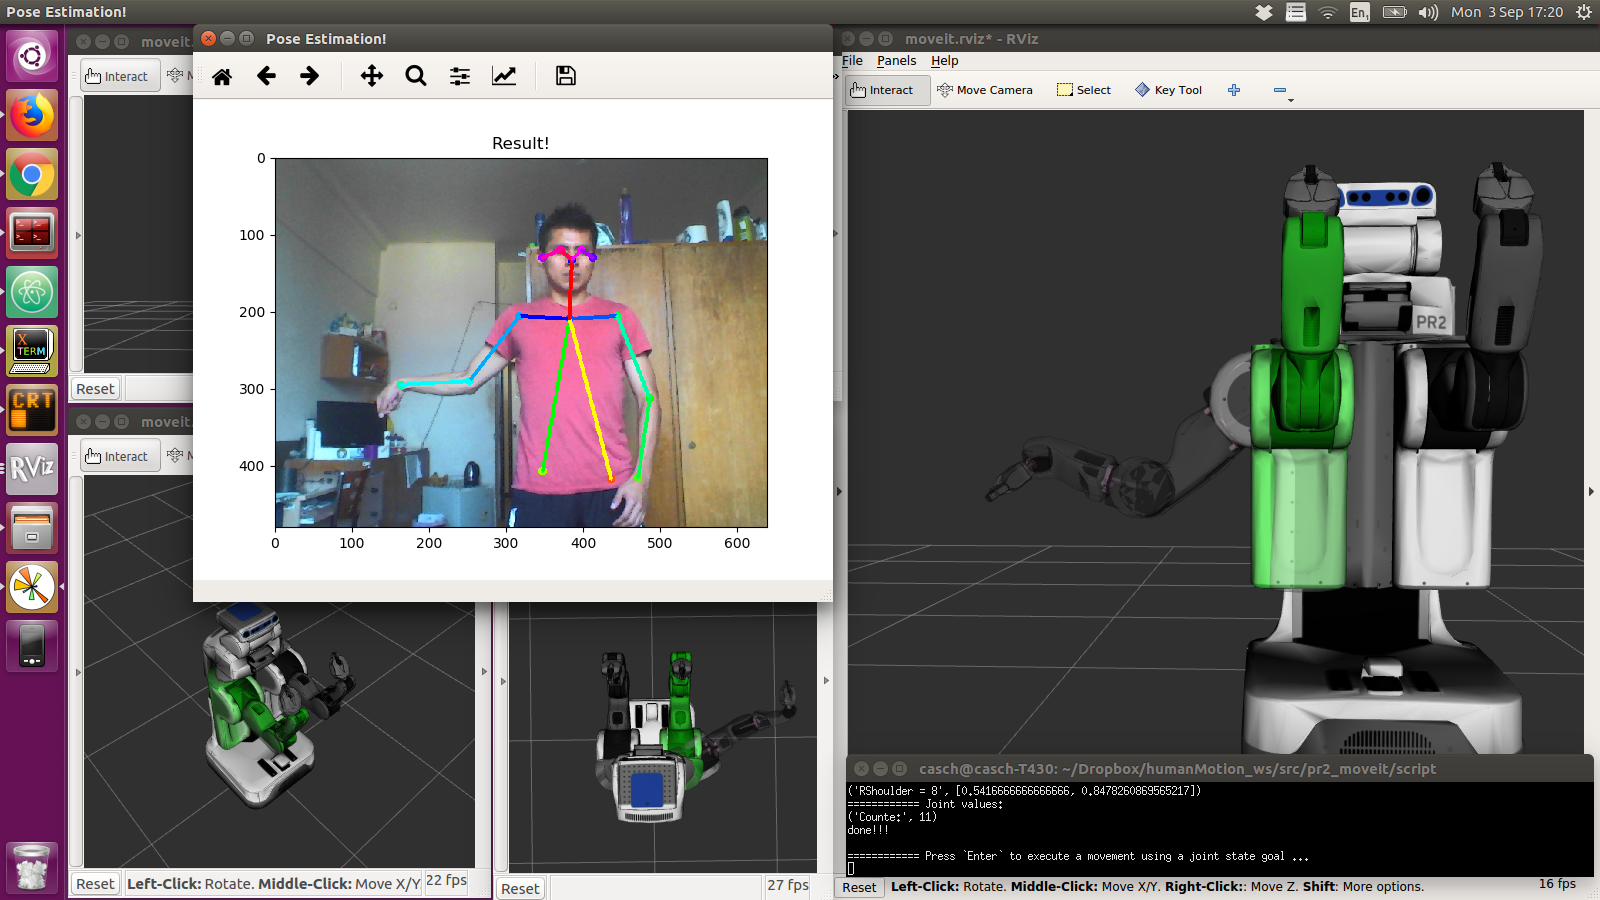 Pose Estimation!
En1
Mon 3 Sep 17:20
moveit.
Interact
Reset
moveit.
Interact
Reset
Left-Click: Rotate. Middle-Click: Move X/Y
22 fps
Pose Estimation!
Result!
0
100
200
300
400
0
100
200
300
400
500
600
Reset
27 fps
moveit.rviz* - RViz
File Panels Help
Interact
Move Camera
Select
Key Tool
PR2
casch@casch-T430: ~/Dropbox/humanMotion_ws/src/pr2_moveit/script
('RShoulder = 8', [0.5416666666666666, 0.8478260869565217])
============ Joint values:
('Counte:', 11)
done!!!
============ Press `Enter` to execute a movement using a joint state goal ...
Reset
Left-Click: Rotate. Middle-Click: Move X/Y. Right-Click:: Move Z. Shift: More options.
16 fps
X
TERM
CRT
RViz